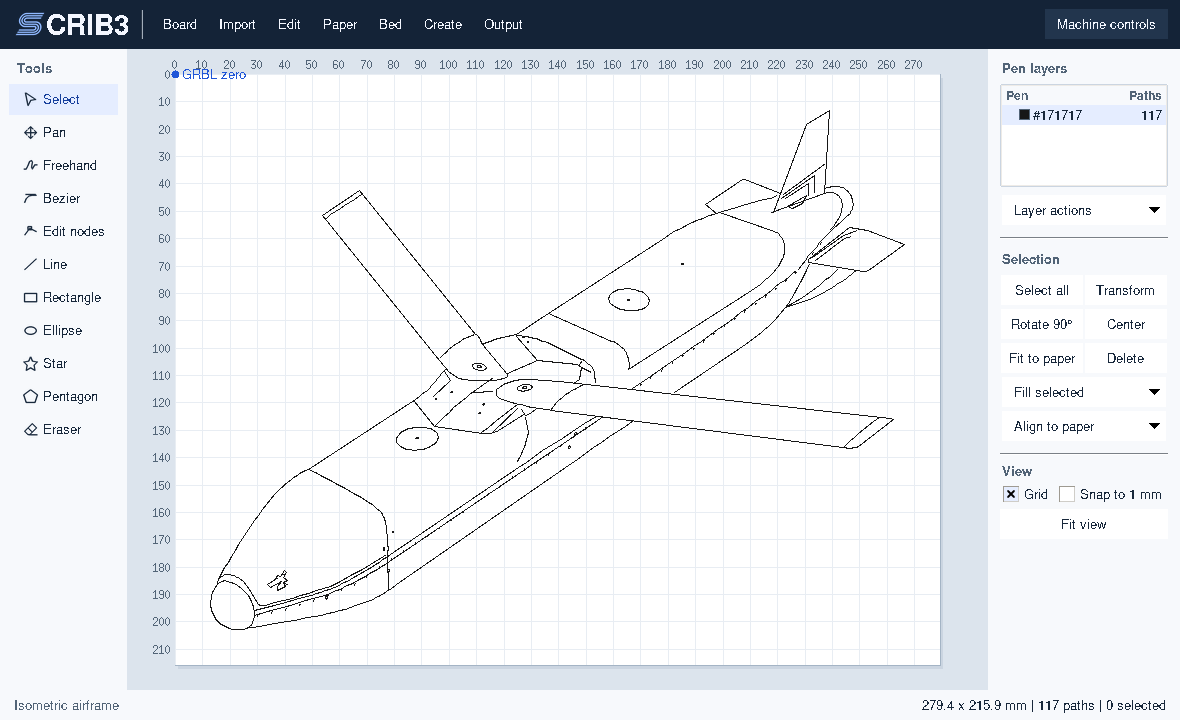 SCRIB3
Board Import Edit Paper Bed Create Output
Machine controls
Tools
Select
Pan
Freehand
Bezier
Edit nodes
Line
Rectangle
Ellipse
Star
Pentagon
Eraser
0 10 20 30 40 50 60 70 80 90 100 110 120 130 140 150 160 170 180 190 200 210 220 230 240 250 260 270
0
GRBL zero
10
20
30
40
50
60
70
80
90
100
110
120
130
140
150
160
170
180
190
200
210
Pen layers
Pen Paths
#171717 117
Layer actions
Selection
Select all Transform
Rotate 90° Center
Fit to paper Delete
Fill selected
Align to paper
View
Grid Snap to 1 mm
Fit view
Isometric airframe
279.4 x 215.9 mm | 117 paths | 0 selected